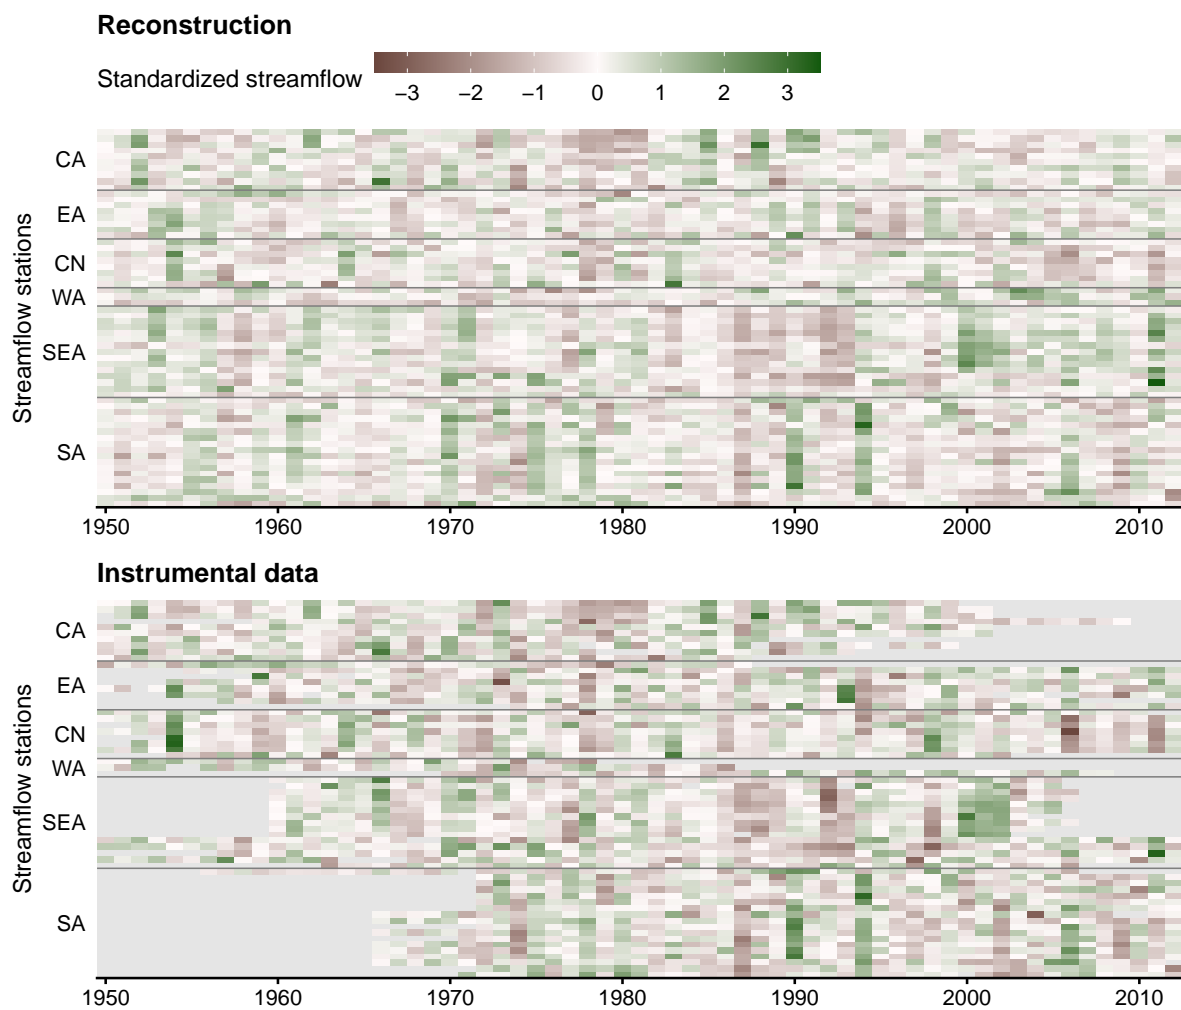 Reconstruction
Standardized streamflow
−3 −2 −1 0 1 2 3
Streamflow stations
CA
EA
CN
WA
SEA
SA
1950 1960 1970 1980 1990 2000 2010
Instrumental data
Streamflow stations
CA
EA
CN
WA
SEA
SA
1950 1960 1970 1980 1990 2000 2010